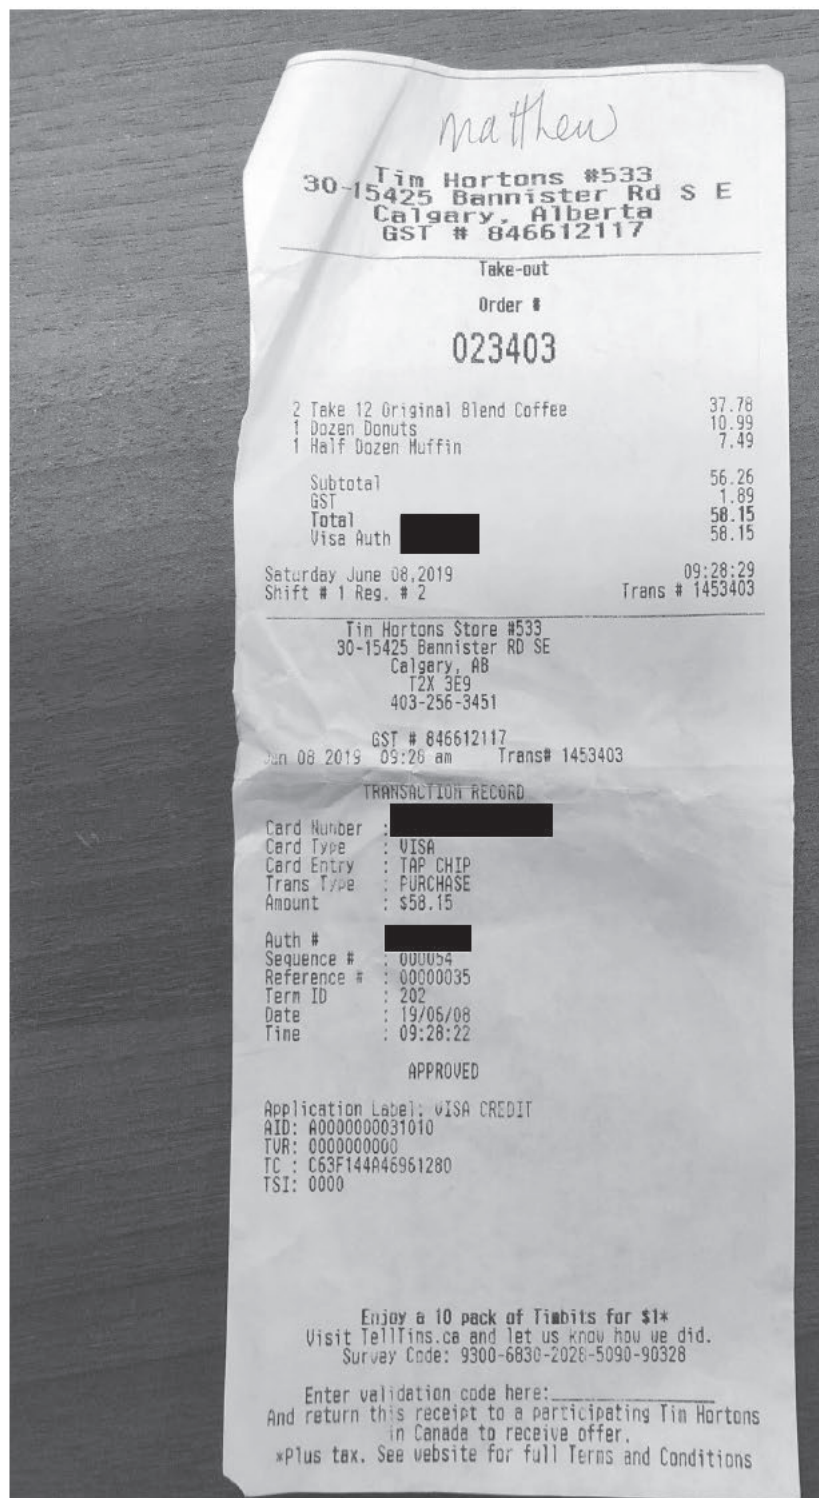 Matthew
Tim Hortons #533
30-15425 Bannister Rd S E
Calgary, Alberta
GST # 846612117
Take-out
Order #
023403
2 Take 12 Original Blend Coffee 37.78
1 Dozen Donuts 10.99
1 Half Dozen Muffin 7.49
Subtotal 56.26
GST 1.89
Total 58.15
Visa Auth 58.15
Saturday June 08,2019 09:28:29
Shift # 1 Reg. # 2 Trans # 1453403
Tim Hortons Store #533
30-15425 Bannister RD SE
Calgary, AB
T2X 3E9
403-256-3451
GST # 846612117
Jun 08 2019 09:28 am Trans# 1453403
TRANSACTION RECORD
Card Number :
Card Type : VISA
Card Entry : TAP CHIP
Trans Type : PURCHASE
Amount : $58.15
Auth #
Sequence # : 000054
Reference # : 00000035
Term ID : 202
Date : 19/06/08
Time : 09:28:22
APPROVED
Application Label: VISA CREDIT
AID: A0000000031010
TVR: 0000000000
TC : C63F144A46961280
TSI: 0000
Enjoy a 10 pack of Timbits for $1*
Visit TellTims.ca and let us know how we did.
Survey Code: 9300-6830-2028-5090-90328
Enter validation code here:
And return this receipt to a participating Tim Hortons
in Canada to receive offer.
*Plus tax. See website for full Terms and Conditions